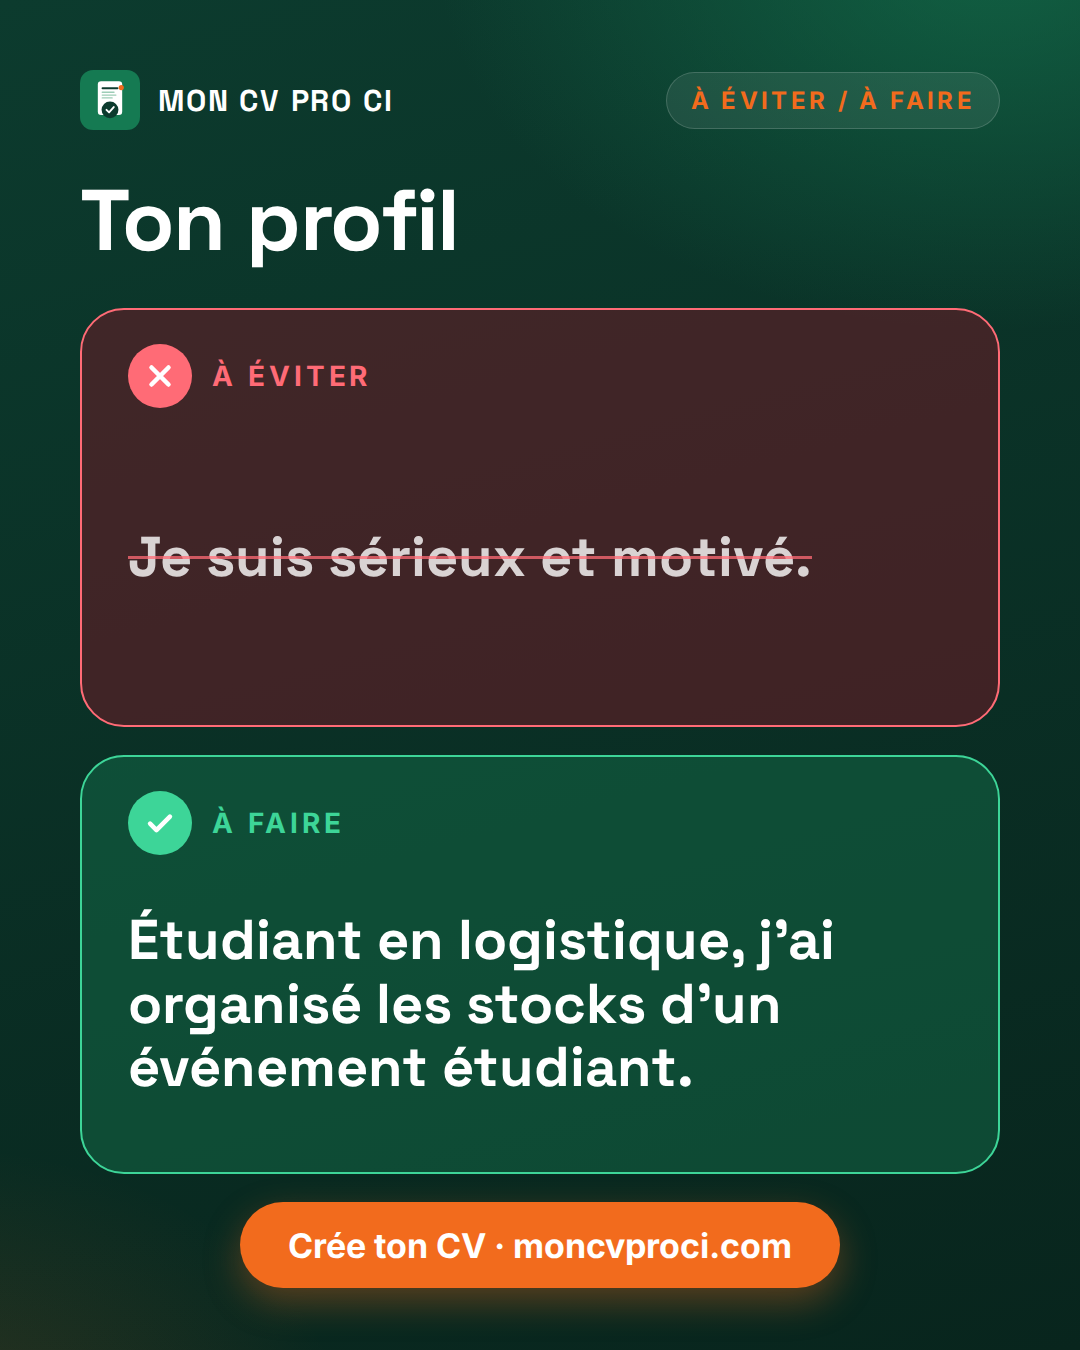 MON CV PRO CI
À ÉVITER / À FAIRE
Ton profil
À ÉVITER
Je suis sérieux et motivé.
À FAIRE
Étudiant en logistique, j’ai
organisé les stocks d’un
événement étudiant.
Crée ton CV · moncvproci.com